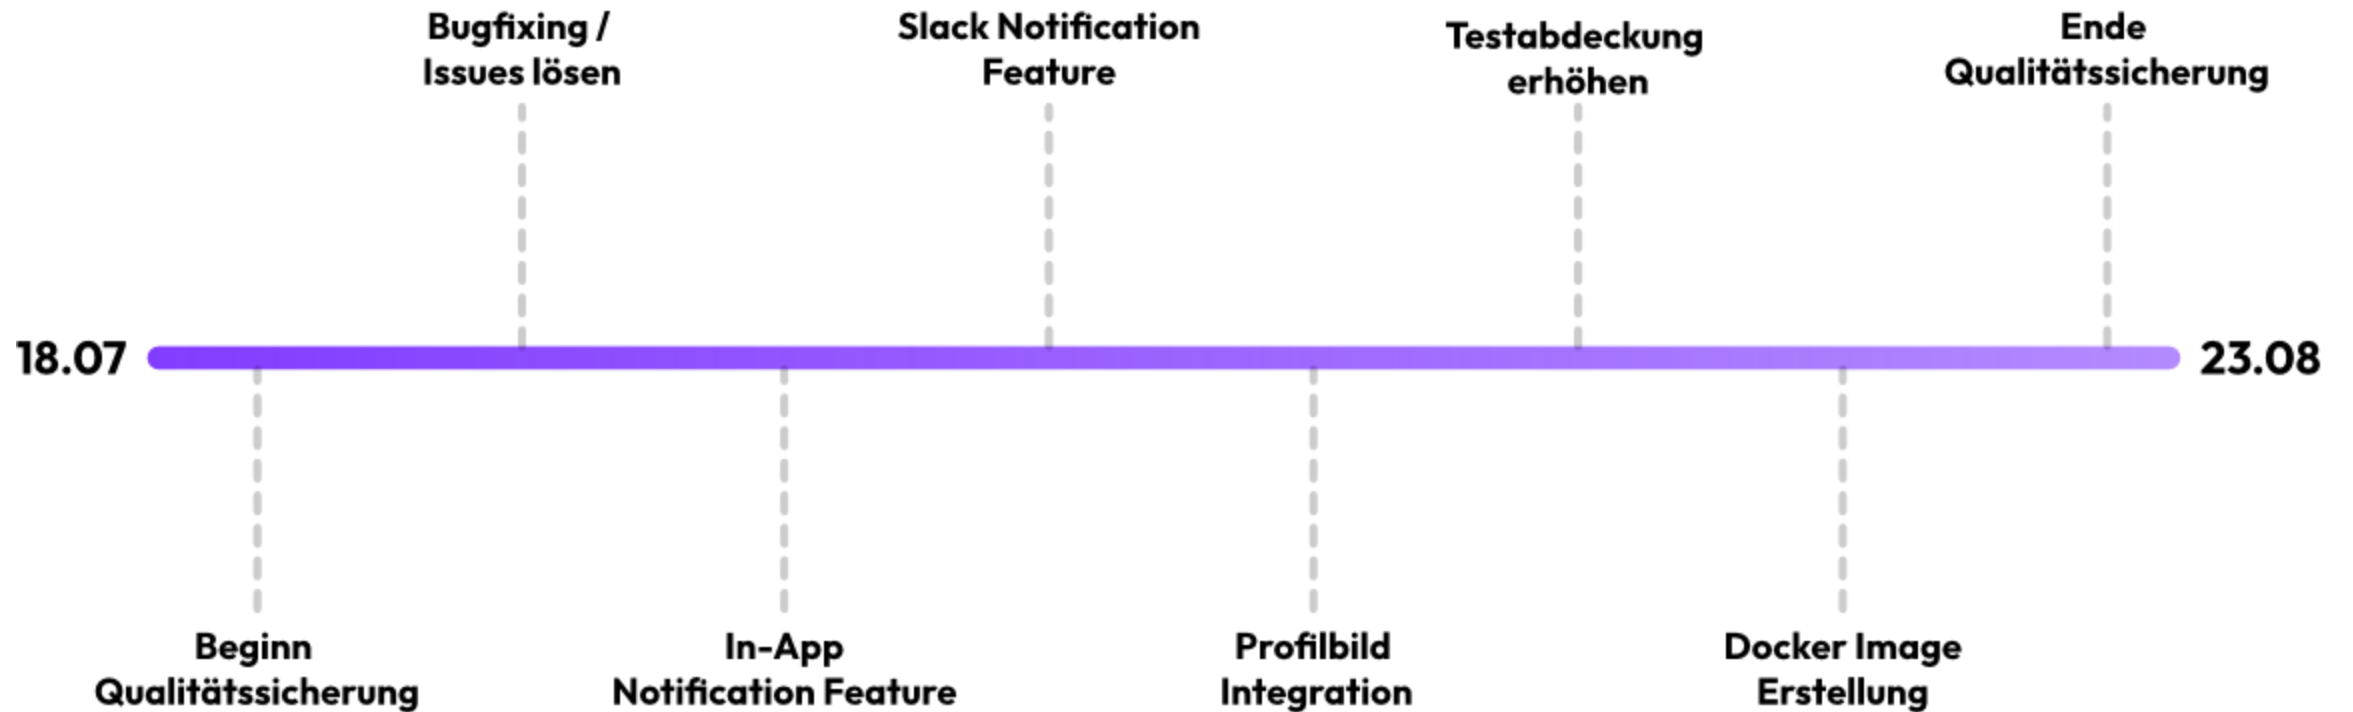 Bugfixing /
Issues lösen
Slack Notification
Feature
Testabdeckung
erhöhen
Ende
Qualitätssicherung
18.07
23.08
Beginn
Qualitätssicherung
In-App
Notification Feature
Profilbild
Integration
Docker Image
Erstellung